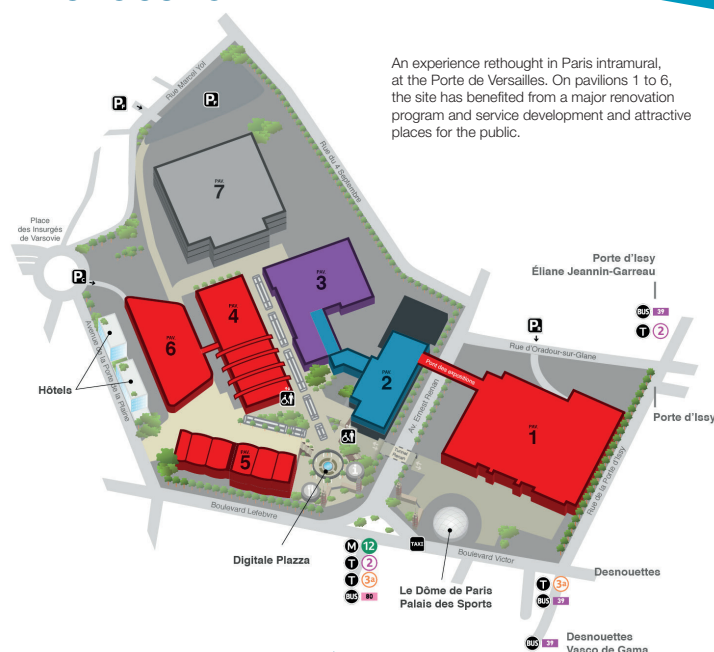 An experience rethought in Paris intramural,
at the Porte de Versailles. On pavilions 1 to 6,
the site has benefited from a major renovation
program and service development and attractive
places for the public.
Rue Marcel Yol
P
P
Rue du 4 Septembre
PAV.
7
Place
des Insurgés
de Varsovie
PAV.
3
Porte d'Issy
Éliane Jeannin-Garreau
BUS 39
T 2
PAV.
4
PAV.
6
Rue d'Oradour-sur-Glane
P
Pont des expositions
PAV.
2
Avenue de la Porte de la Plaine
Hôtels
Av. Ernest Renan
PAV.
1
Porte d'Issy
Rue de la Porte d'Issy
PAV.
5
Tunnel
Renan
Boulevard Lefebvre
Digitale Plazza
M 12
T 2
T 3a
BUS 80
TAXI
Boulevard Victor
Le Dôme de Paris
Palais des Sports
Desnouettes
T 3a
BUS 39
BUS 39
Desnouettes
Vasco de Gama